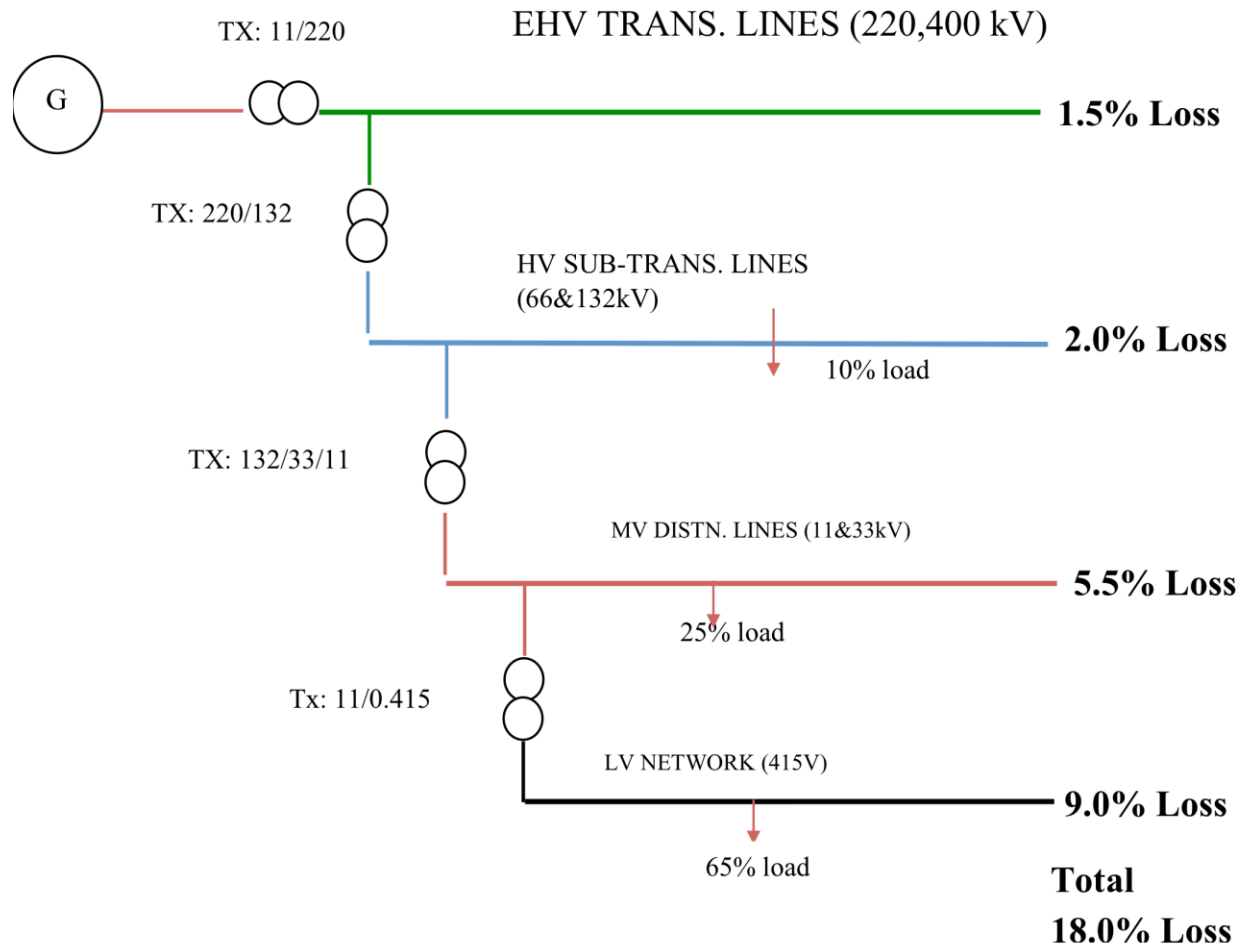 TX: 11/220
EHV TRANS. LINES (220,400 kV)
G
1.5% Loss
TX: 220/132
HV SUB-TRANS. LINES
(66&132kV)
2.0% Loss
10% load
TX: 132/33/11
MV DISTN. LINES (11&33kV)
5.5% Loss
25% load
Tx: 11/0.415
LV NETWORK (415V)
9.0% Loss
65% load
Total
18.0% Loss